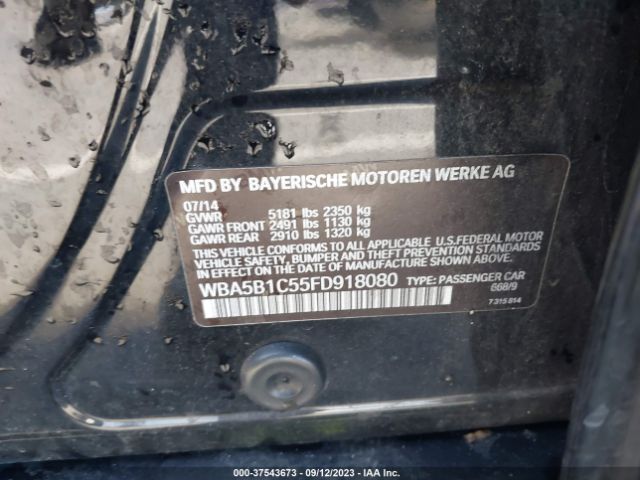 MFD BY BAYERISCHE MOTOREN WERKE AG
07/14
GVWR 5181 lbs 2350 kg
GAWR FRONT 2491 lbs 1130 kg
GAWR REAR 2910 lbs 1320 kg
THIS VEHICLE CONFORMS TO ALL APPLICABLE U.S.FEDERAL MOTOR
VEHICLE SAFETY, BUMPER, AND THEFT PREVENTION STANDARDS
IN EFFECT ON THE DATE OF MANUFACTURE SHOWN ABOVE.
WBA5B1C55FD918080 TYPE: PASSENGER CAR
668/9
7 315 814
000-37543673 - 09/12/2023 - IAA Inc.